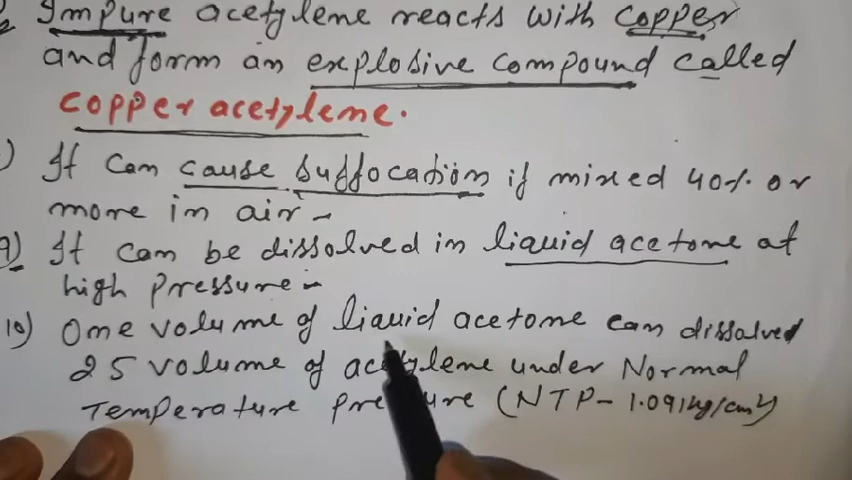 Impure acetylene reacts with copper
and form an explosive compound called
copper acetylene.
) It can cause suffocation if mixed 40% or
more in air-
9) It can be dissolved in liquid acetone at
high pressure-
10) One volume of liquid acetone can dissolved
25 volume of acetylene under Normal
Temperature pressure (NTP-1.091kg/cm²)